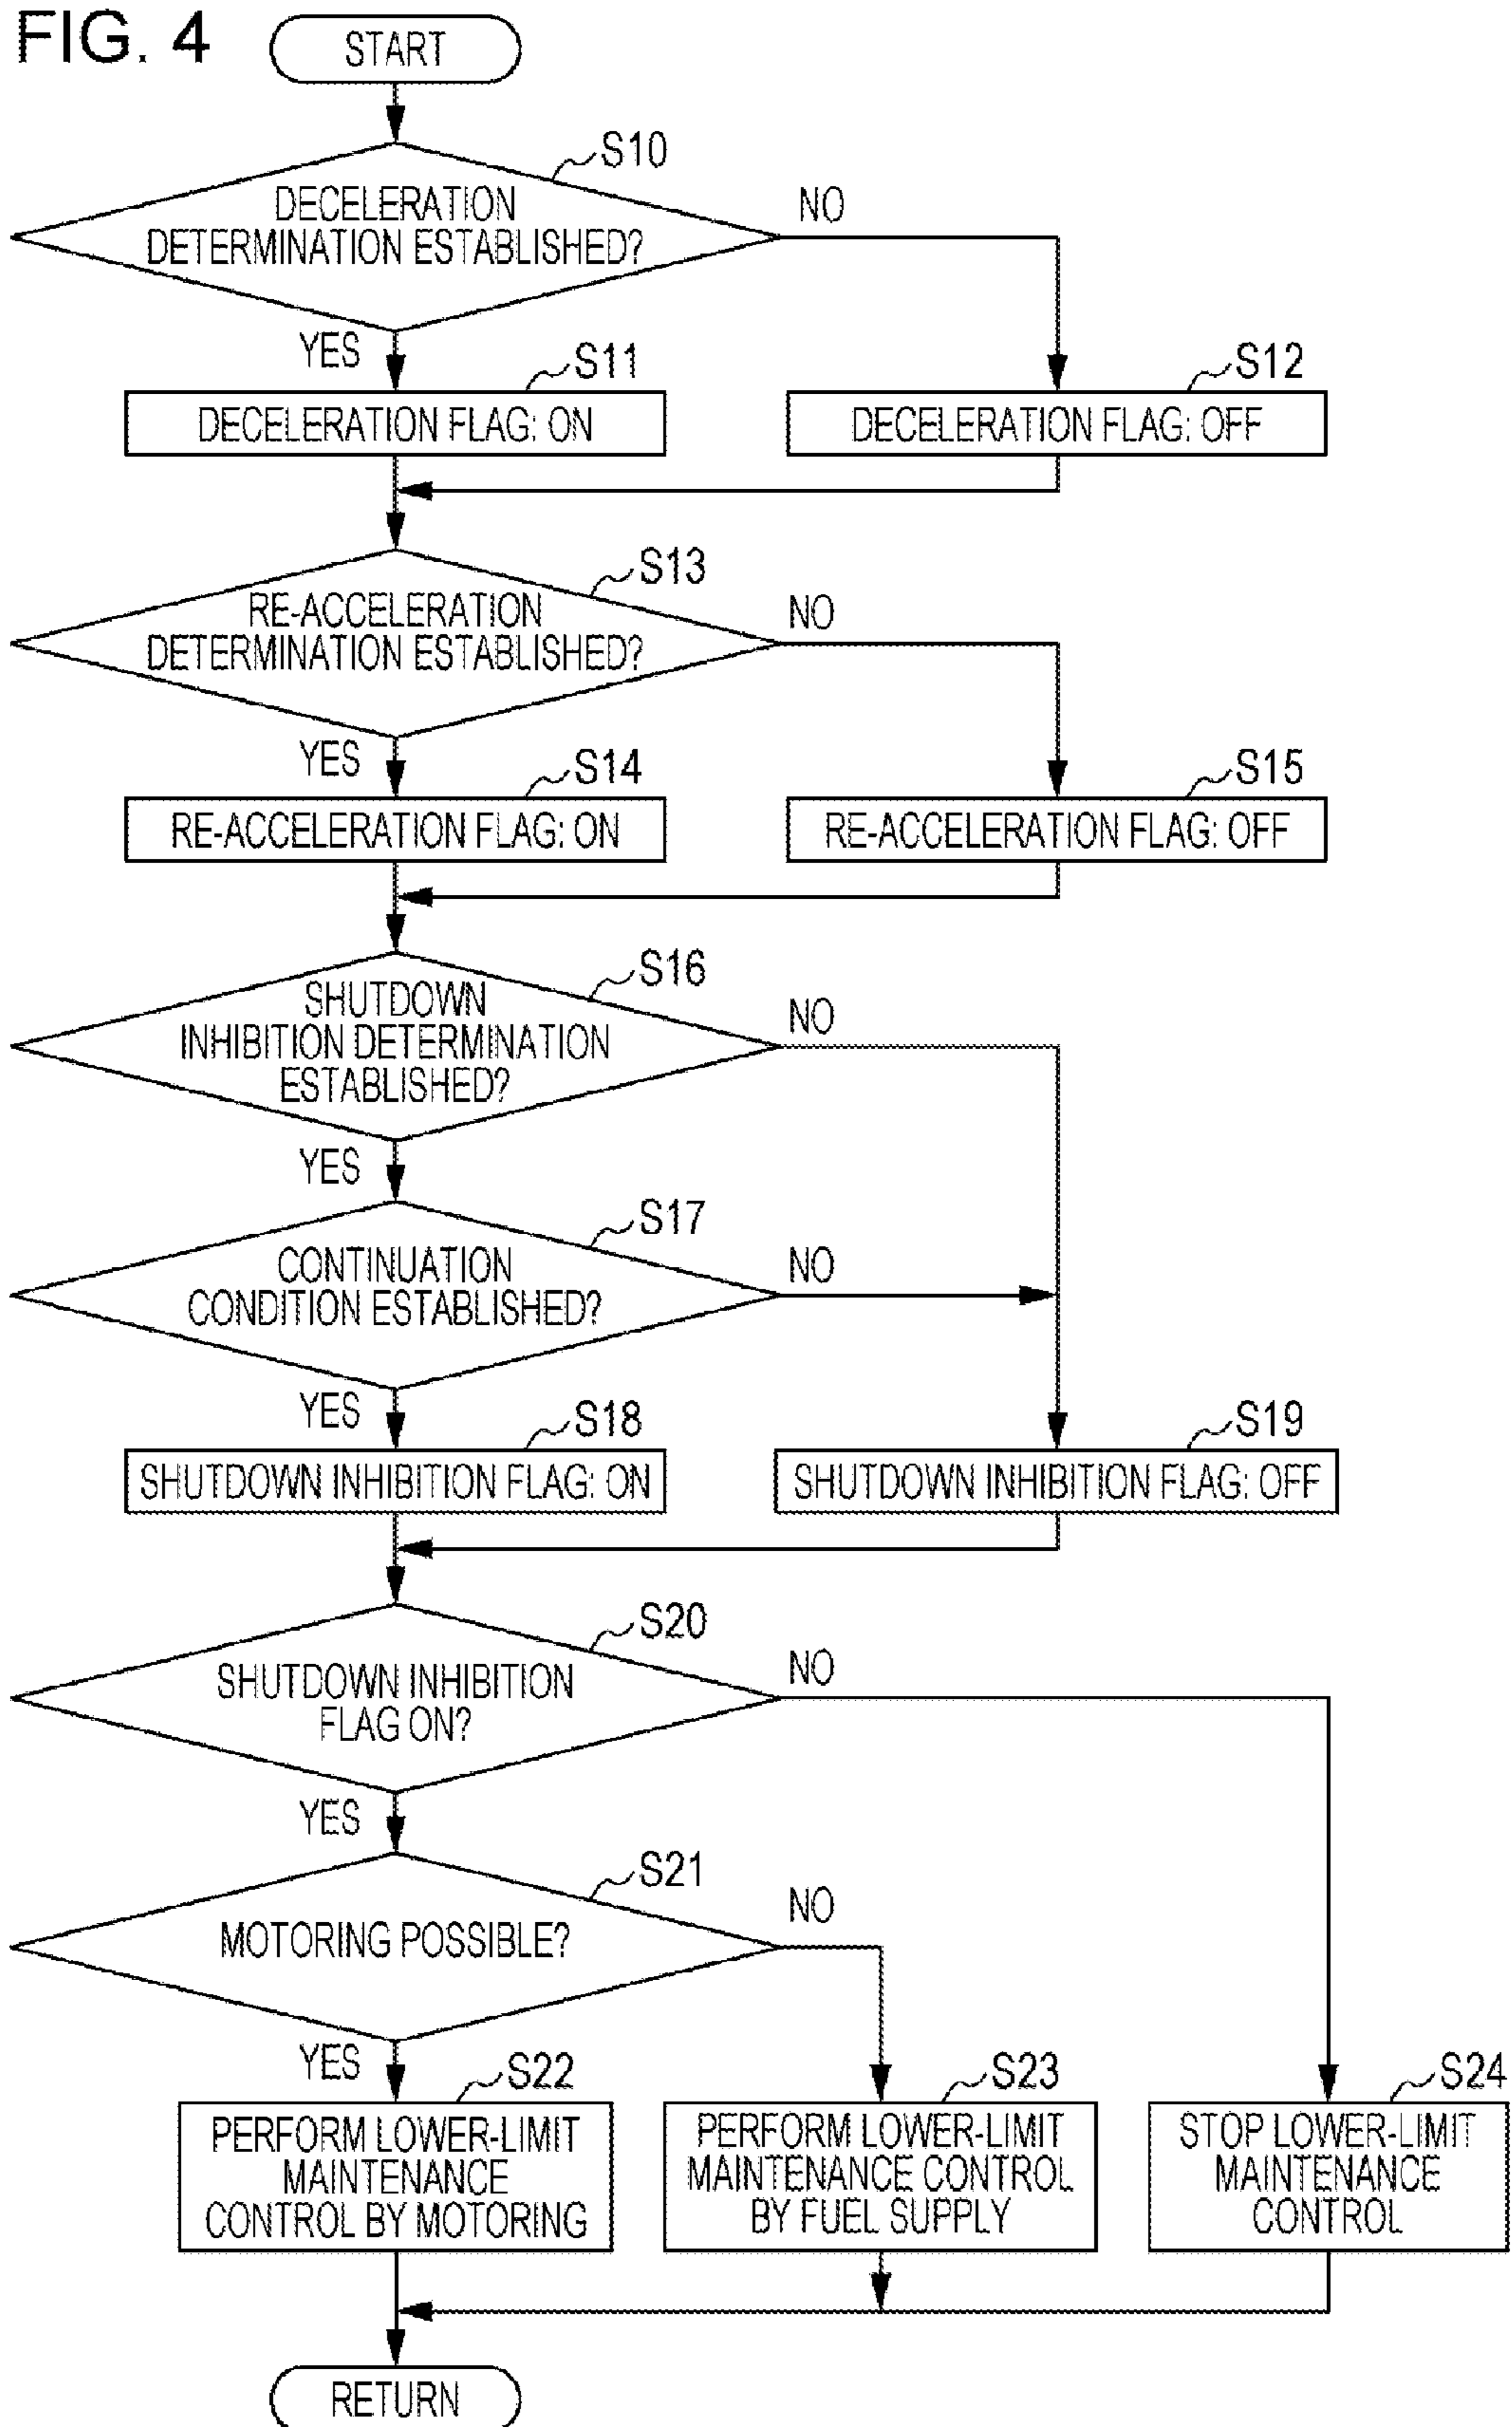 FIG. 4
START
S10
DECELERATION
DETERMINATION ESTABLISHED?
NO
YES
S11
DECELERATION FLAG: ON
S12
DECELERATION FLAG: OFF
S13
RE-ACCELERATION
DETERMINATION ESTABLISHED?
NO
YES
S14
RE-ACCELERATION FLAG: ON
S15
RE-ACCELERATION FLAG: OFF
S16
SHUTDOWN
INHIBITION DETERMINATION
ESTABLISHED?
NO
YES
S17
CONTINUATION
CONDITION ESTABLISHED?
NO
YES
S18
SHUTDOWN INHIBITION FLAG: ON
S19
SHUTDOWN INHIBITION FLAG: OFF
S20
SHUTDOWN INHIBITION
FLAG ON?
NO
YES
S21
MOTORING POSSIBLE?
NO
YES
S22
PERFORM LOWER-LIMIT
MAINTENANCE
CONTROL BY MOTORING
S23
PERFORM LOWER-LIMIT
MAINTENANCE CONTROL
BY FUEL SUPPLY
S24
STOP LOWER-LIMIT
MAINTENANCE
CONTROL
RETURN